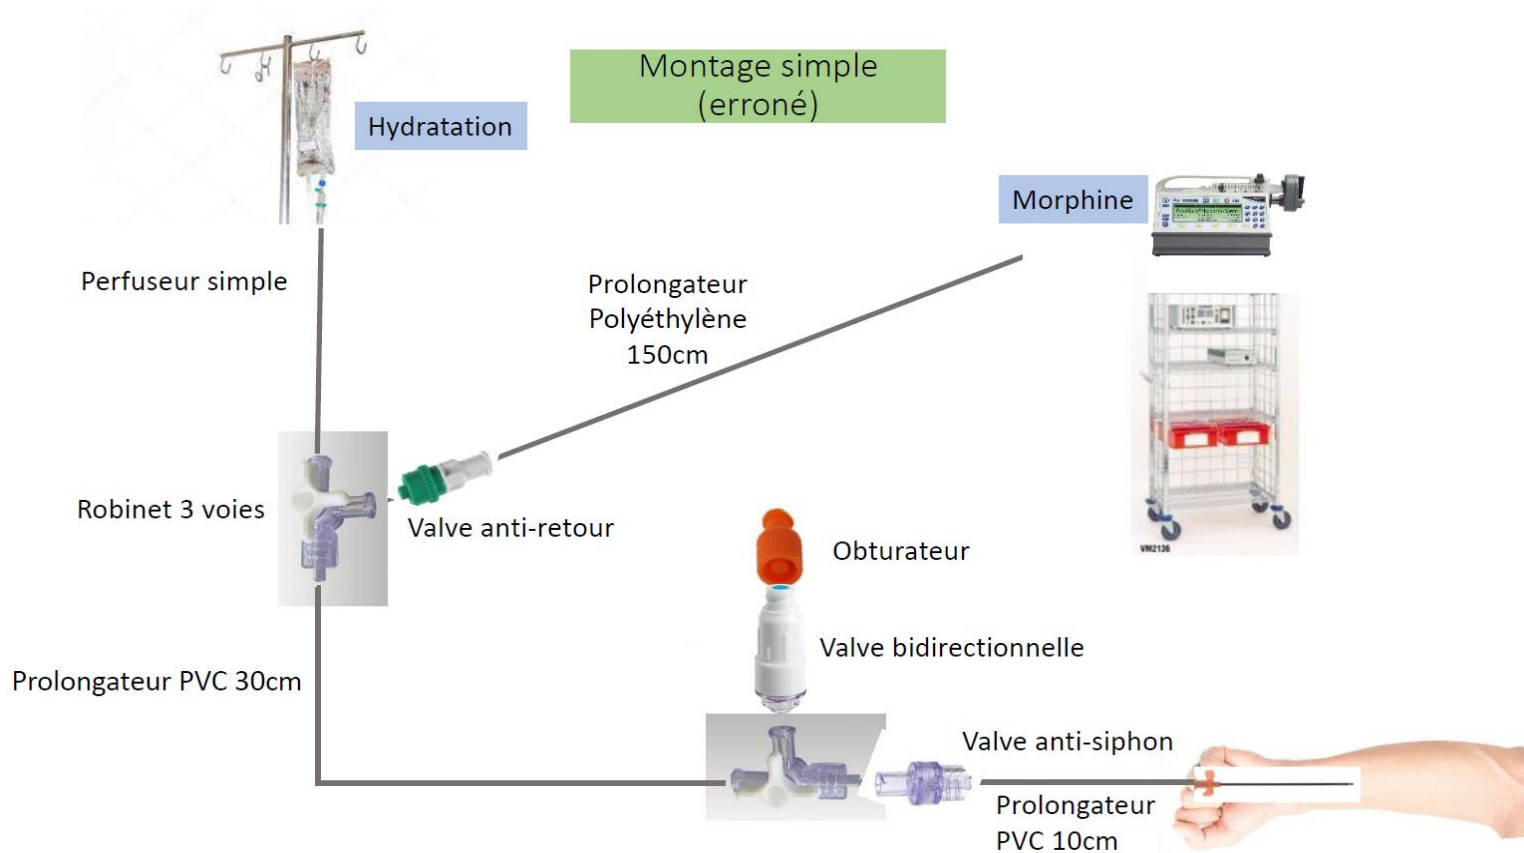 Montage simple
(erroné)
Hydratation
Morphine
Perfuseur simple
Prolongateur
Polyéthylène
150cm
Robinet 3 voies
Valve anti-retour
Obturateur
VM2136
Valve bidirectionnelle
Prolongateur PVC 30cm
Valve anti-siphon
Prolongateur
PVC 10cm